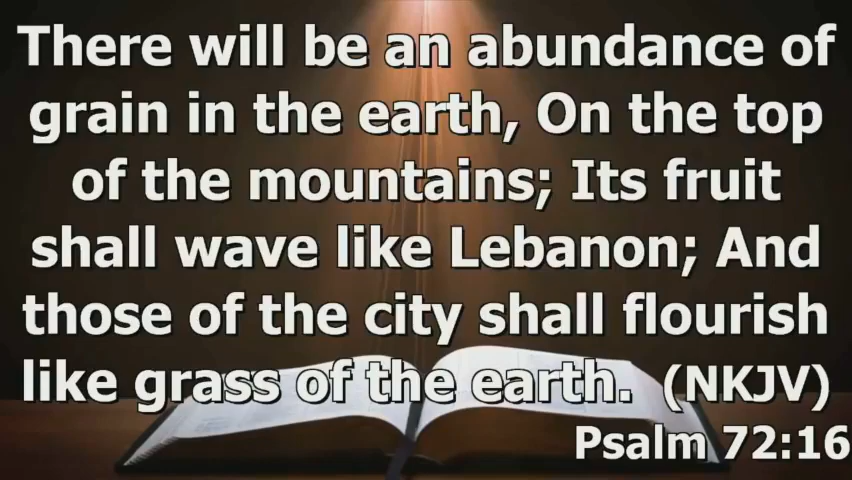 There will be an abundance of
grain in the earth, On the top
of the mountains; Its fruit
shall wave like Lebanon; And
those of the city shall flourish
like grass of the earth. (NKJV)
Psalm 72:16